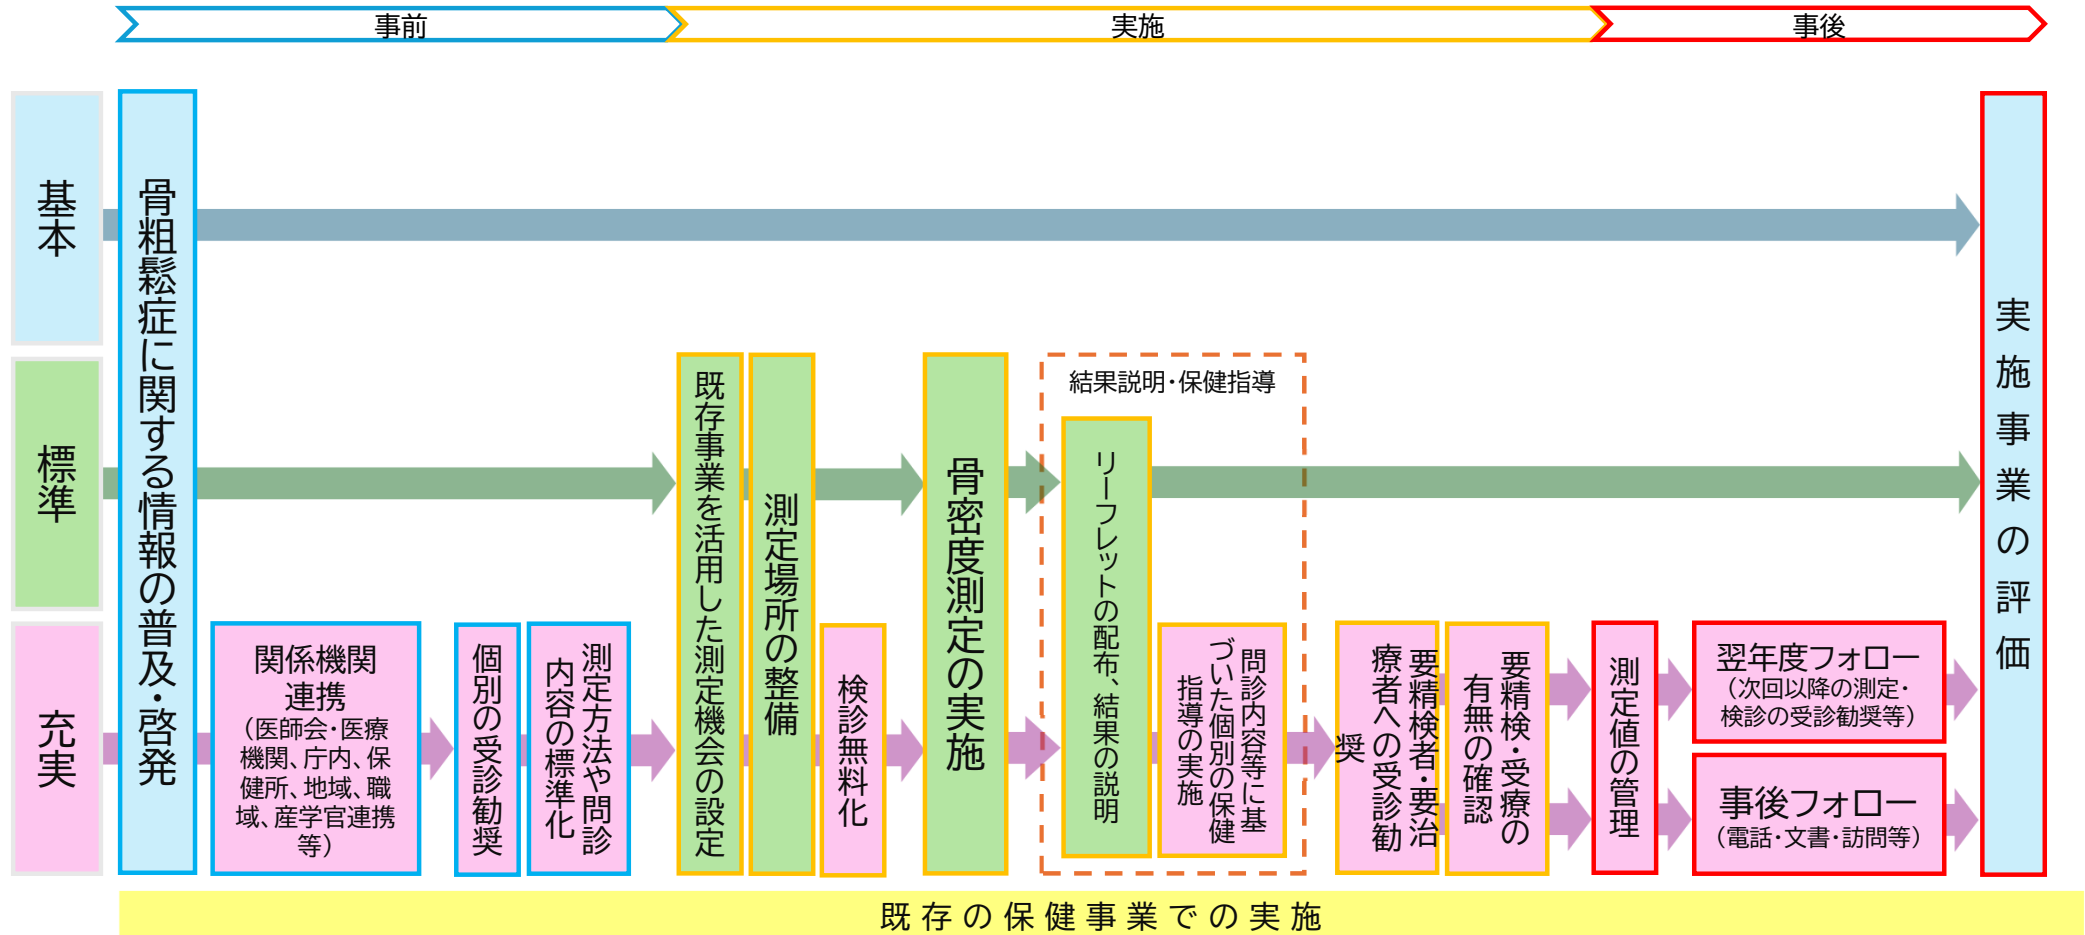 事前
実施
事後
基本
標準
充実
骨粗鬆症に関する情報の普及・啓発
関係機関
連携
（医師会・医療
機関、庁内、保
健所、地域、職
域、産学官連携
等）
個別の受診勧奨
測定方法や問診
内容の標準化
既存事業を活用した測定機会の設定
測定場所の整備
検診無料化
骨密度測定の実施
結果説明・保健指導
リーフレットの配布、結果の説明
問診内容等に基
づいた個別の保健
指導の実施
要精検者・要治
療者への受診勧
奨
要精検・受療の
有無の確認
測定値の管理
翌年度フォロー
（次回以降の測定・
検診の受診勧奨等）
事後フォロー
（電話・文書・訪問等）
実施事業の評価
既存の保健事業での実施